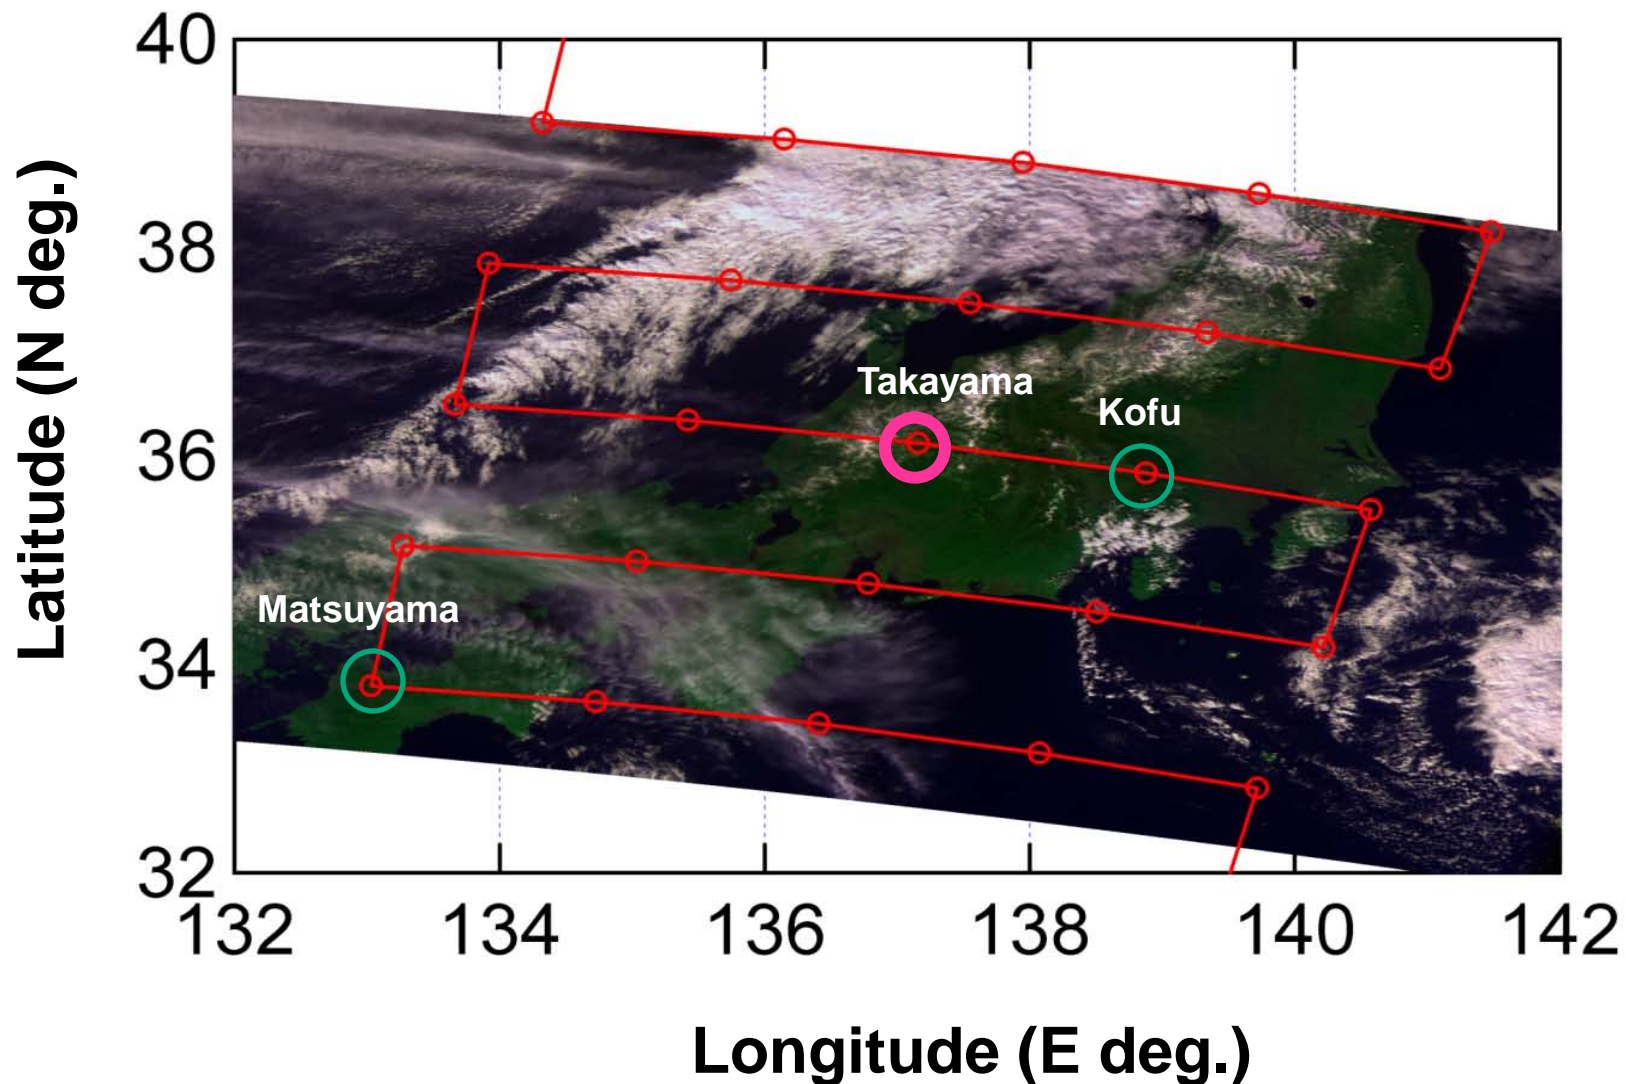 40
38
36
34
32
Latitude (N deg.)
Takayama
Kofu
Matsuyama
132 134 136 138 140 142
Longitude (E deg.)